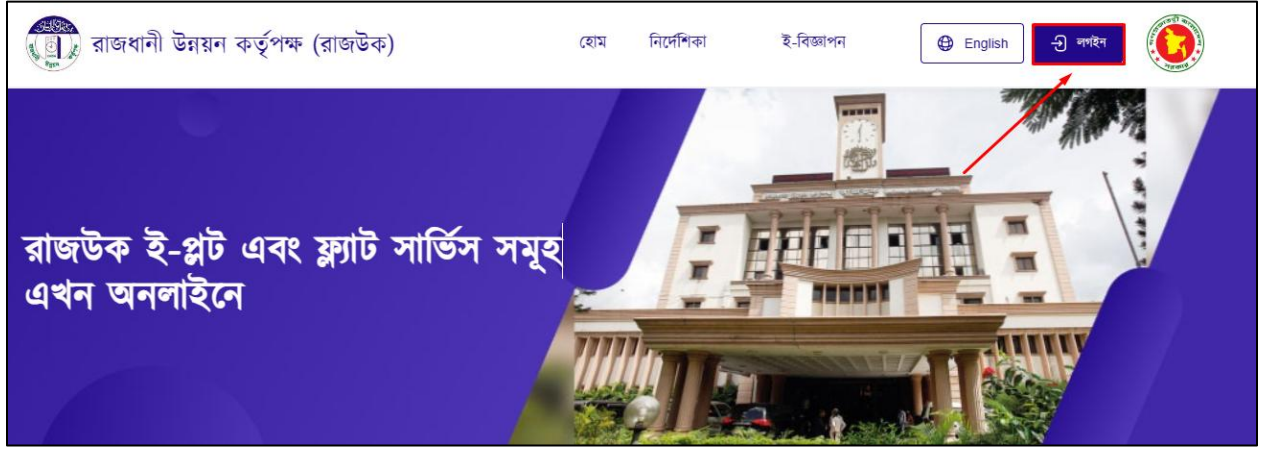 রাজধানী উন্নয়ন কর্তৃপক্ষ (রাজউক)
হোম
নির্দেশিকা
ই-বিজ্ঞাপন
English
লগইন
রাজউক ই-প্লট এবং ফ্ল্যাট সার্ভিস সমূহ
এখন অনলাইনে